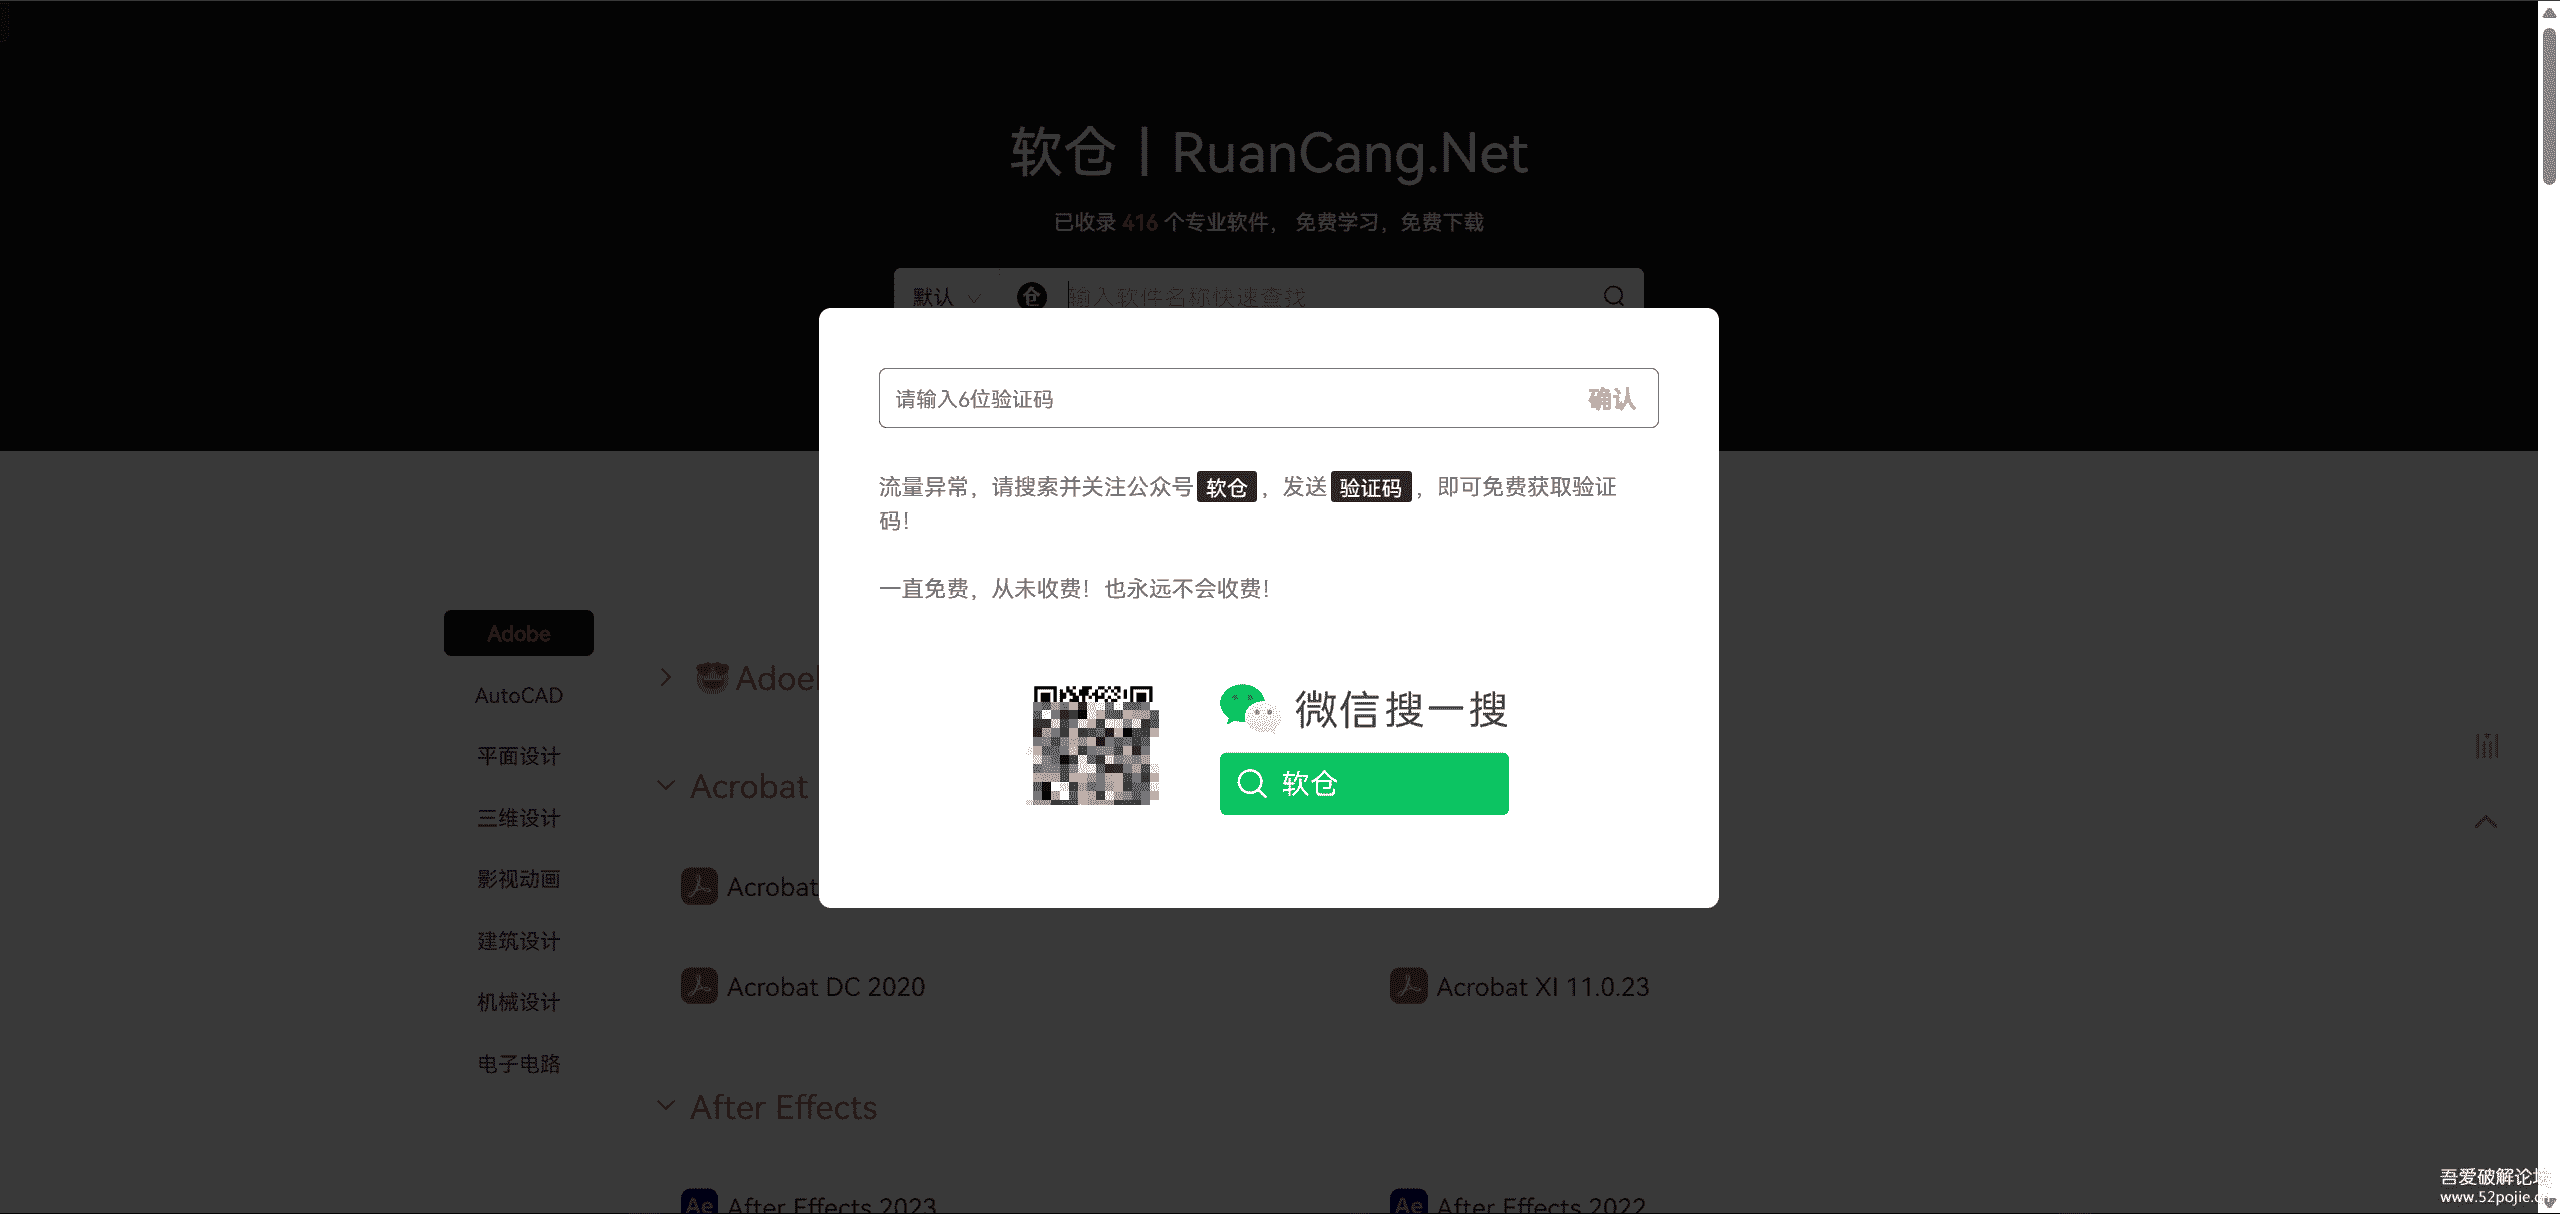 软仓 | RuanCang.Net
已收录 416 个专业软件， 免费学习，免费下载
默认 仓 输入软件名称快速查找
请输入6位验证码 确认
流量异常，请搜索并关注公众号 软仓 ，发送 验证码 ，即可免费获取验证
码！
一直免费，从未收费！也永远不会收费！
微信搜一搜
软仓
Adobe
AutoCAD
平面设计
三维设计
影视动画
建筑设计
机械设计
电子电路
Acrobat
Acrobat
Acrobat DC 2020
Acrobat XI 11.0.23
After Effects
Ae After Effects 2023
Ae After Effects 2022
吾爱破解论坛
www.52pojie.cn